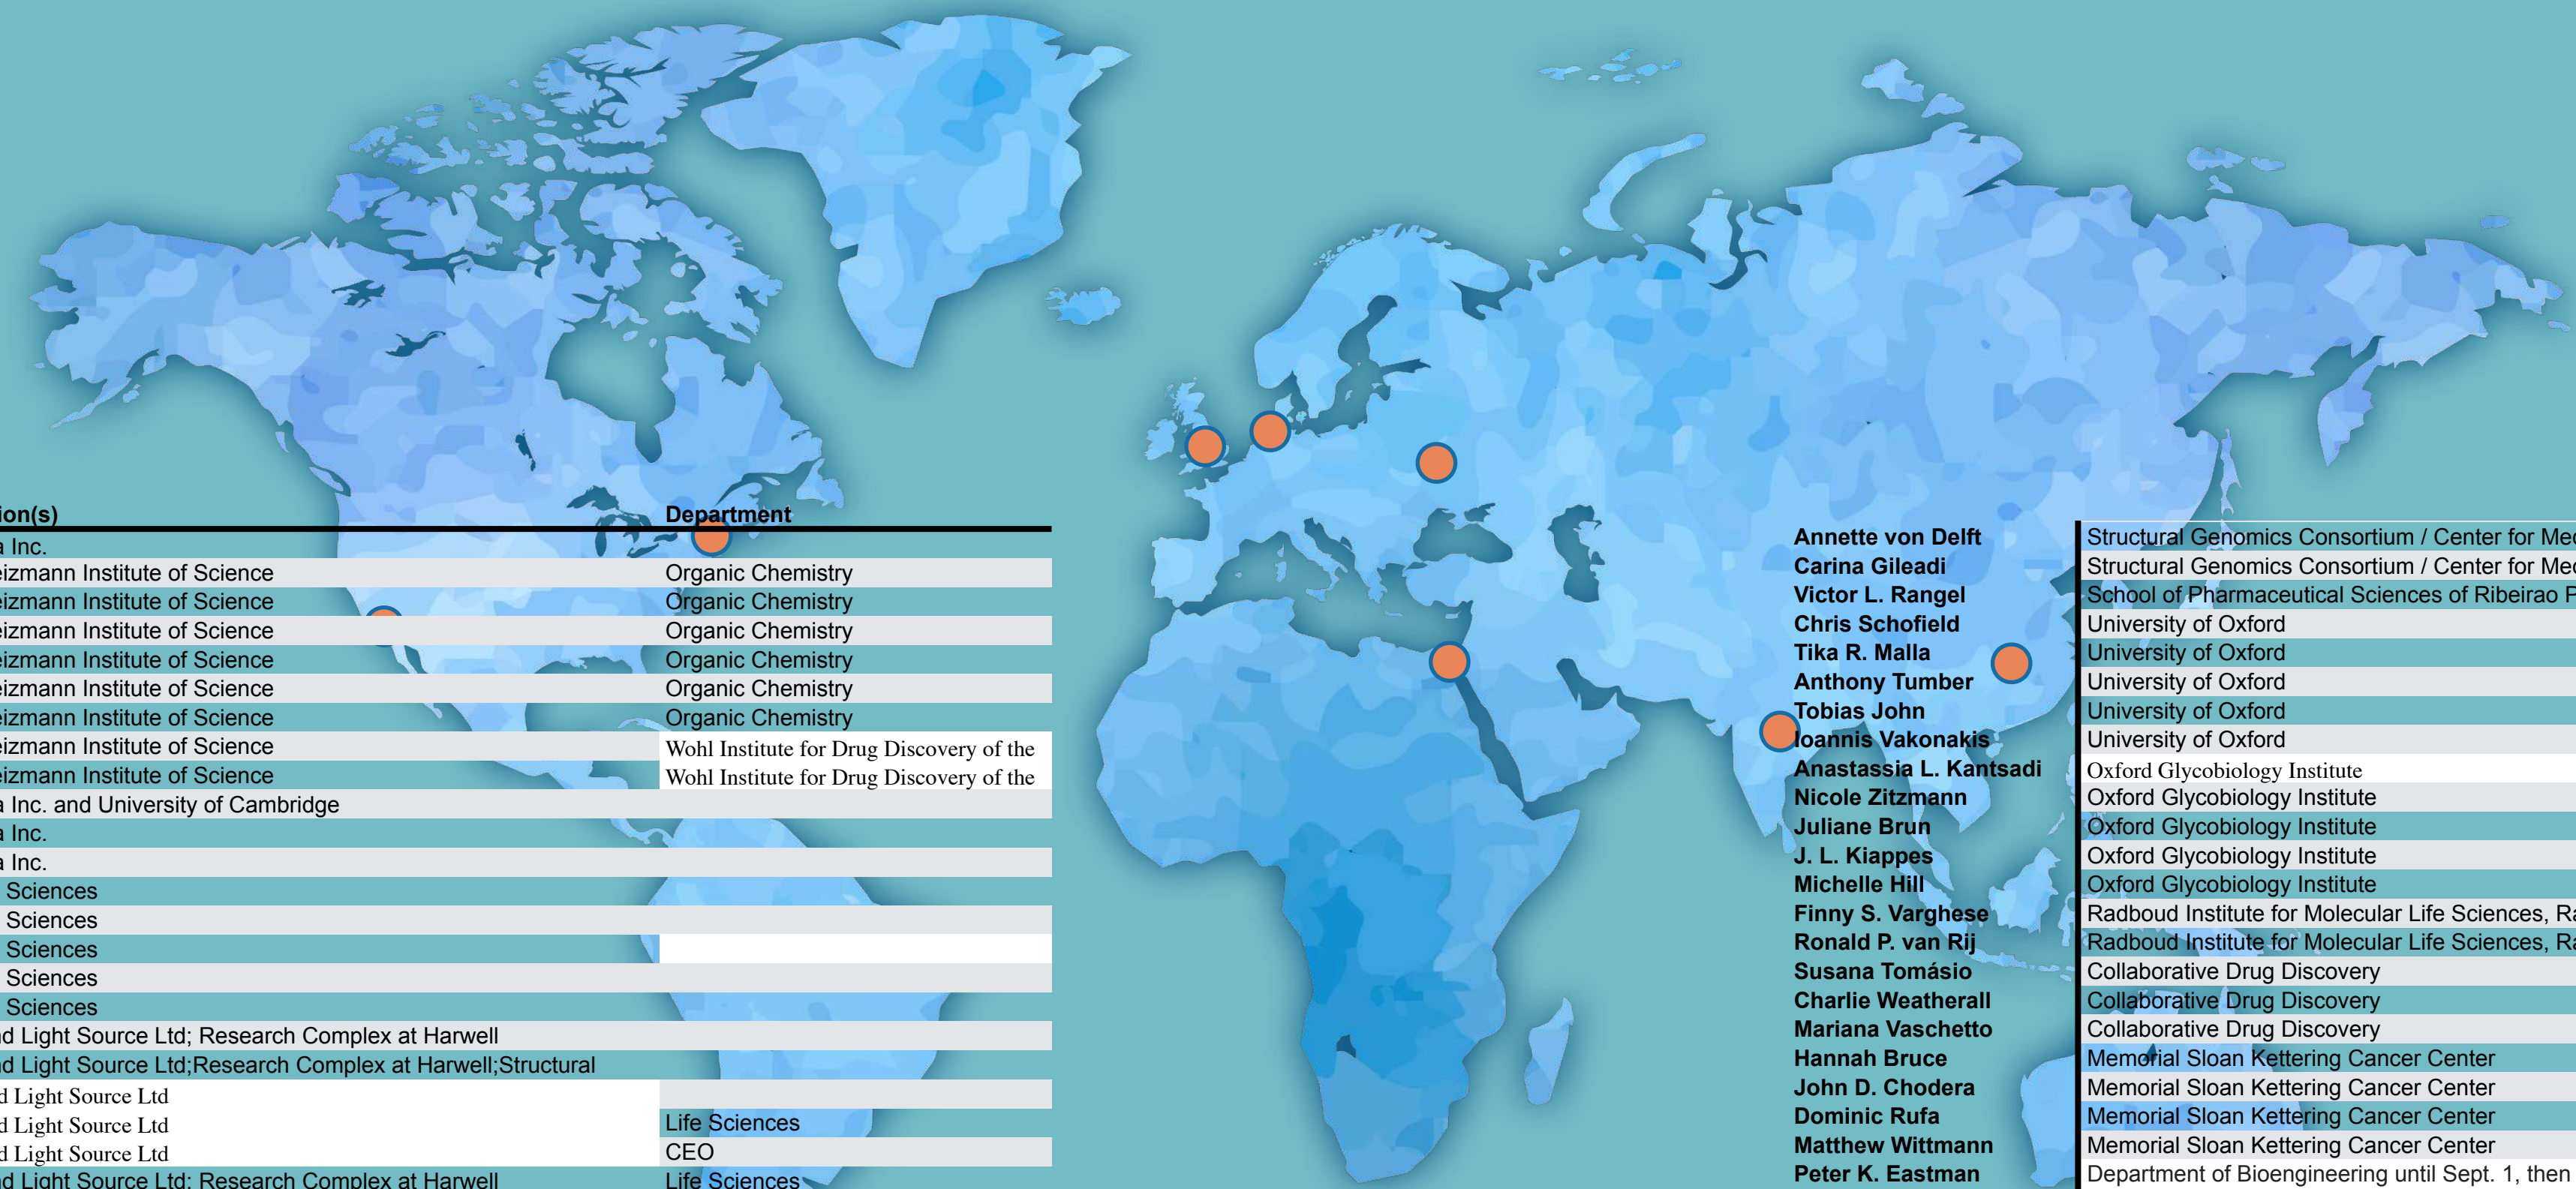 ion(s) Department
a Inc.
eizmann Institute of Science Organic Chemistry
eizmann Institute of Science Organic Chemistry
eizmann Institute of Science Organic Chemistry
eizmann Institute of Science Organic Chemistry
eizmann Institute of Science Organic Chemistry
eizmann Institute of Science Organic Chemistry
eizmann Institute of Science Wohl Institute for Drug Discovery of the
eizmann Institute of Science Wohl Institute for Drug Discovery of the
a Inc. and University of Cambridge
a Inc.
a Inc.
Sciences
Sciences
Sciences
Sciences
Sciences
nd Light Source Ltd; Research Complex at Harwell
nd Light Source Ltd;Research Complex at Harwell;Structural
d Light Source Ltd
d Light Source Ltd Life Sciences
d Light Source Ltd CEO
nd Light Source Ltd; Research Complex at Harwell Life Sciences
Annette von Delft Structural Genomics Consortium / Center for Med
Carina Gileadi Structural Genomics Consortium / Center for Med
Victor L. Rangel School of Pharmaceutical Sciences of Ribeirao P
Chris Schofield University of Oxford
Tika R. Malla University of Oxford
Anthony Tumber University of Oxford
Tobias John University of Oxford
Ioannis Vakonakis University of Oxford
Anastassia L. Kantsadi Oxford Glycobiology Institute
Nicole Zitzmann Oxford Glycobiology Institute
Juliane Brun Oxford Glycobiology Institute
J. L. Kiappes Oxford Glycobiology Institute
Michelle Hill Oxford Glycobiology Institute
Finny S. Varghese Radboud Institute for Molecular Life Sciences, Ra
Ronald P. van Rij Radboud Institute for Molecular Life Sciences, Ra
Susana Tomásio Collaborative Drug Discovery
Charlie Weatherall Collaborative Drug Discovery
Mariana Vaschetto Collaborative Drug Discovery
Hannah Bruce Memorial Sloan Kettering Cancer Center
John D. Chodera Memorial Sloan Kettering Cancer Center
Dominic Rufa Memorial Sloan Kettering Cancer Center
Matthew Wittmann Memorial Sloan Kettering Cancer Center
Peter K. Eastman Department of Bioengineering until Sept. 1, then